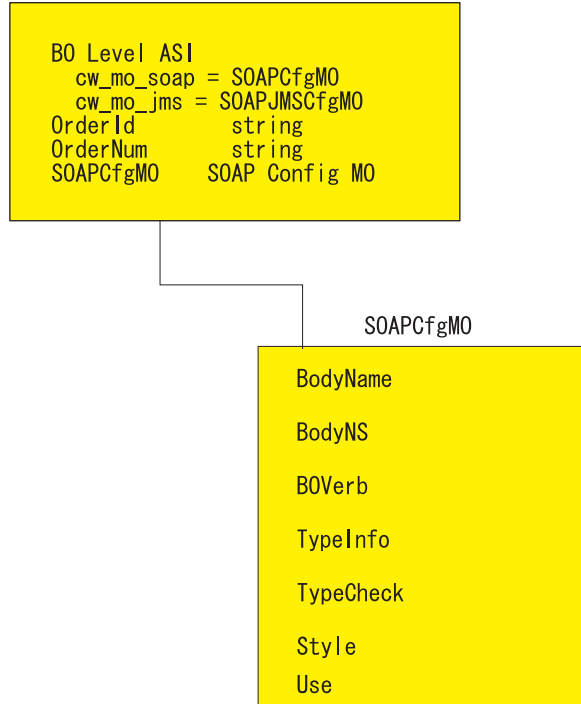 BO Level ASI
cw_mo_soap = SOAPCfgMO
cw_mo_jms = SOAPJMSCfgMO
OrderId string
OrderNum string
SOAPCfgMO SOAP Config MO
SOAPCfgMO
BodyName
BodyNS
BOVerb
TypeInfo
TypeCheck
Style
Use